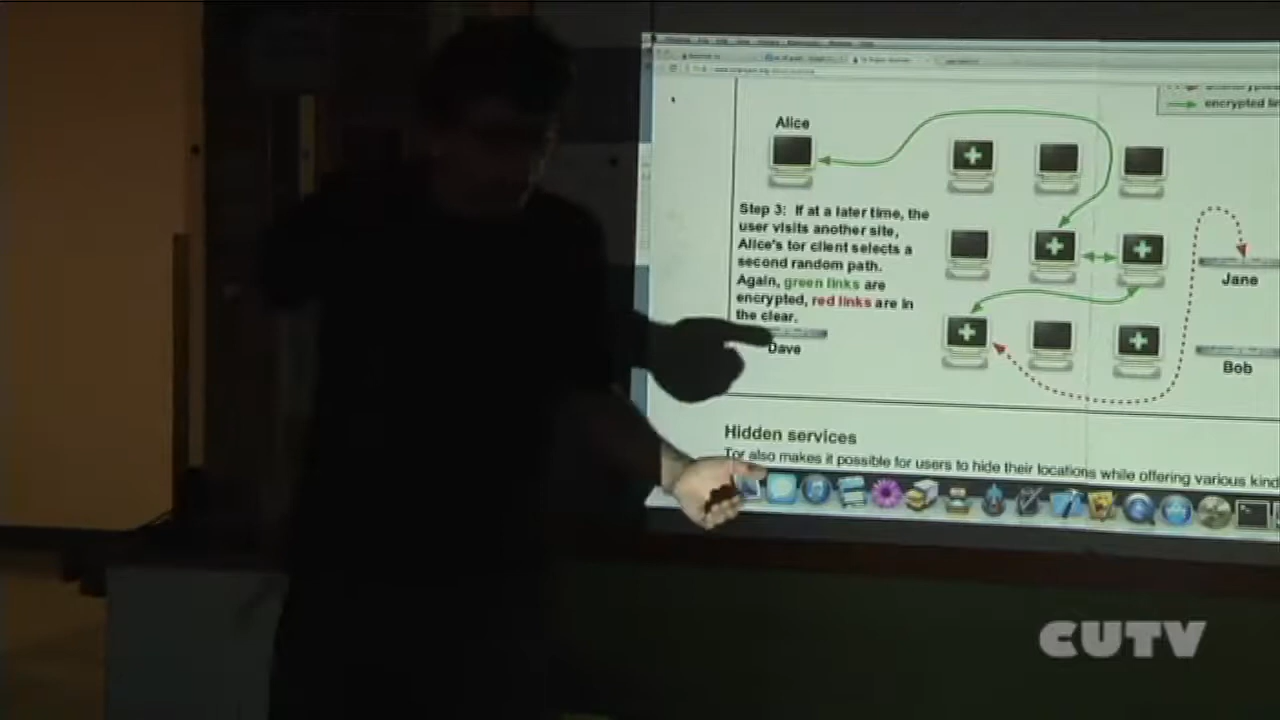 encrypted
Alice
Step 3: If at a later time, the
user visits another site,
Alice's tor client selects a
second random path.
Again, green links are
encrypted, red links are in
the clear.
Dave
Jane
Bob
Hidden services
Tor also makes it possible for users to hide their locations while offering various
CUTV